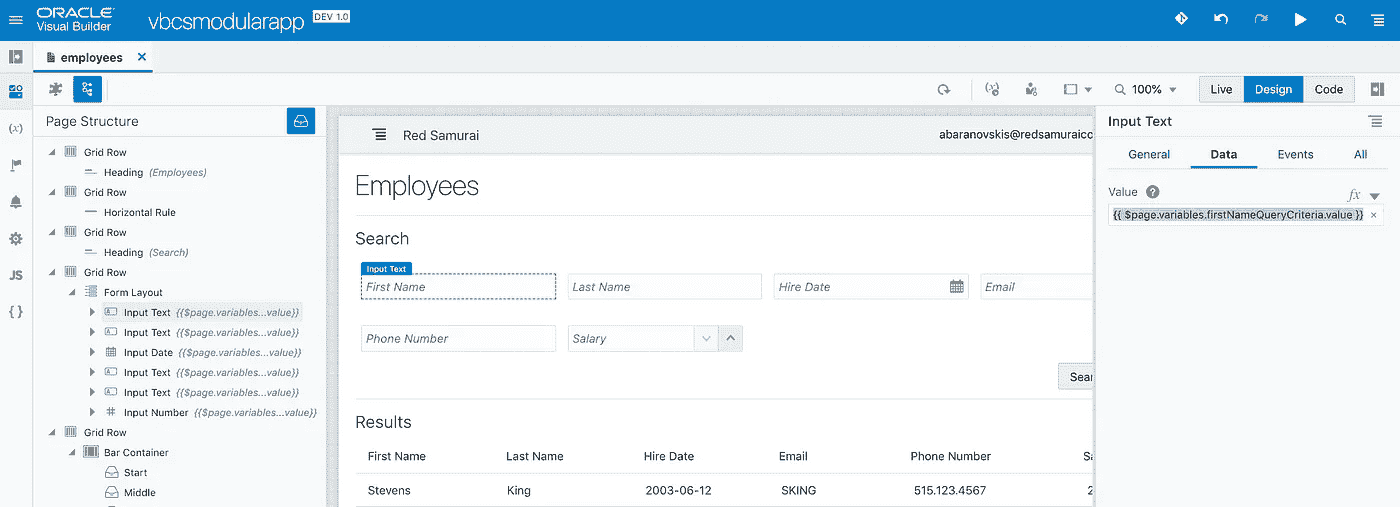 ORACLE
Visual Builder
vbcsmodularapp
DEV 1.0
employees
100%
Live
Design
Code
Page Structure
Grid Row
Heading (Employees)
Grid Row
Horizontal Rule
Grid Row
Heading (Search)
Grid Row
Form Layout
Input Text {{$page.variables...value}}
Input Text {{$page.variables...value}}
Input Date {{$page.variables...value}}
Input Text {{$page.variables...value}}
Input Text {{$page.variables...value}}
Input Number {{$page.variables...value}}
Grid Row
Bar Container
Start
Middle
(x)
JS
{ }
Red Samurai
abaranovskis@redsamuraicc
Employees
Search
Input Text
First Name
Last Name
Hire Date
Email
Phone Number
Salary
Sear
Results
First Name Last Name Hire Date Email Phone Number Sa
Stevens King 2003-06-12 SKING 515.123.4567 2
Input Text
General
Data
Events
All
Value
fx
{{ $page.variables.firstNameQueryCriteria.value }}